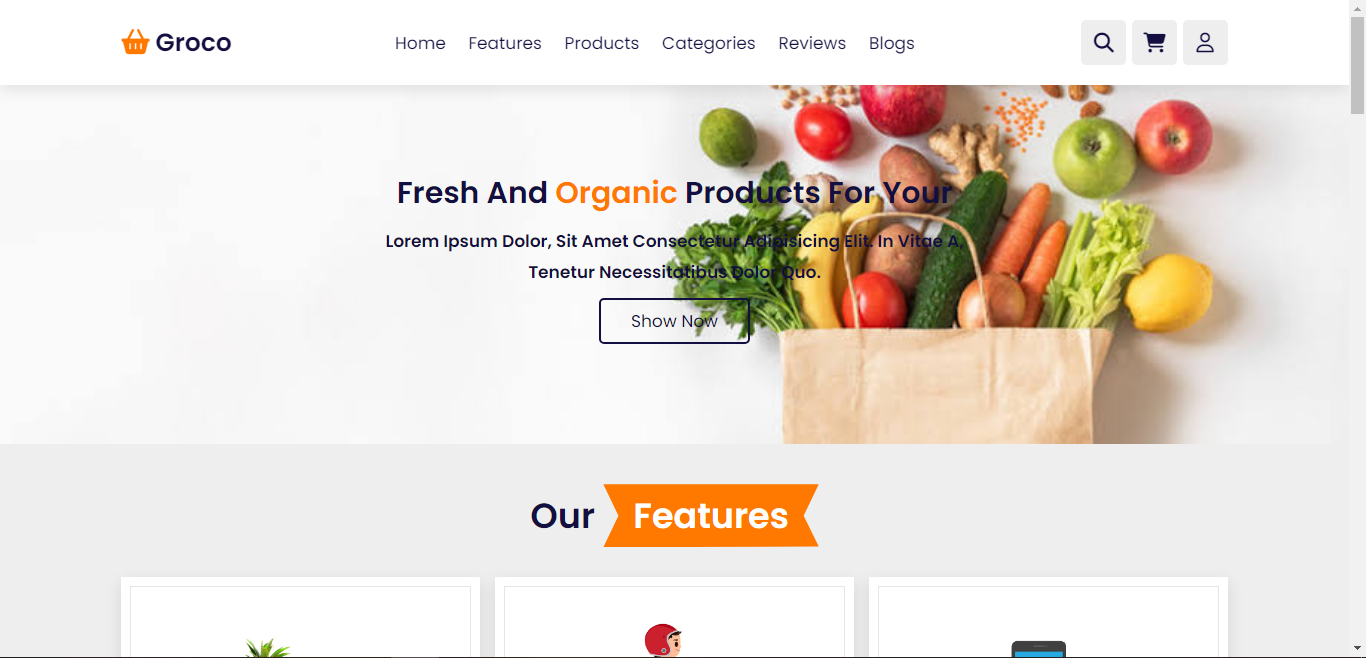 Groco
Home Features Products Categories Reviews Blogs
Fresh And Organic Products For Your
Lorem Ipsum Dolor, Sit Amet Consectetur Adipisicing Elit. In Vitae A,
Tenetur Necessitatibus Dolor Quo.
Show Now
Our Features